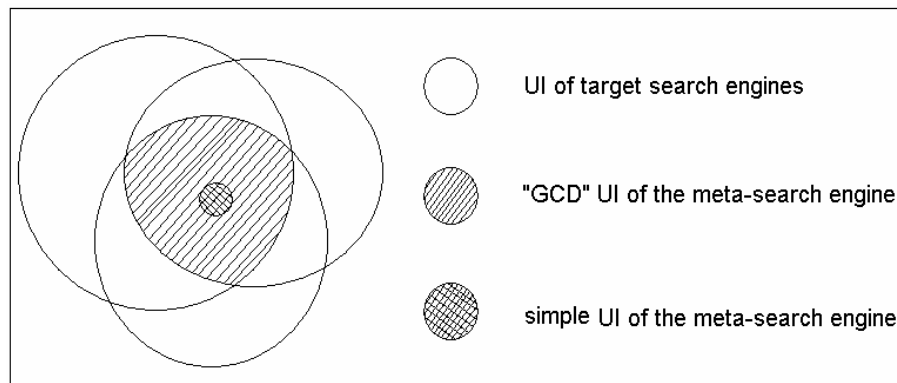 UI of target search engines
"GCD" UI of the meta-search engine
simple UI of the meta-search engine